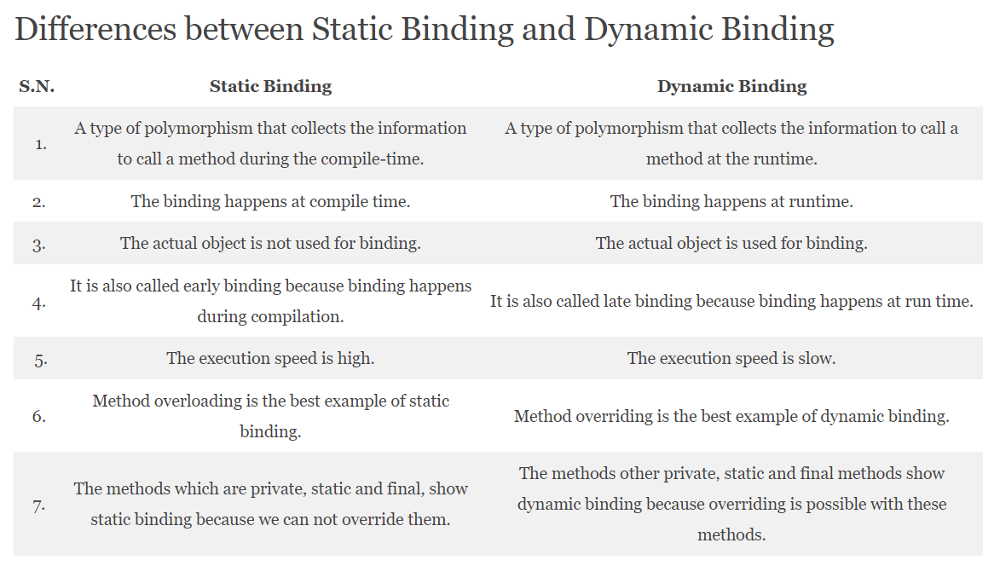 Differences between Static Binding and Dynamic Binding
S.N. Static Binding Dynamic Binding
1.
A type of polymorphism that collects the information
to call a method during the compile-time.
A type of polymorphism that collects the information to call a
method at the runtime.
2. The binding happens at compile time. The binding happens at runtime.
3. The actual object is not used for binding. The actual object is used for binding.
4.
It is also called early binding because binding happens
during compilation.
It is also called late binding because binding happens at run time.
5. The execution speed is high. The execution speed is slow.
6.
Method overloading is the best example of static
binding.
Method overriding is the best example of dynamic binding.
7.
The methods which are private, static and final, show
static binding because we can not override them.
The methods other private, static and final methods show
dynamic binding because overriding is possible with these
methods.